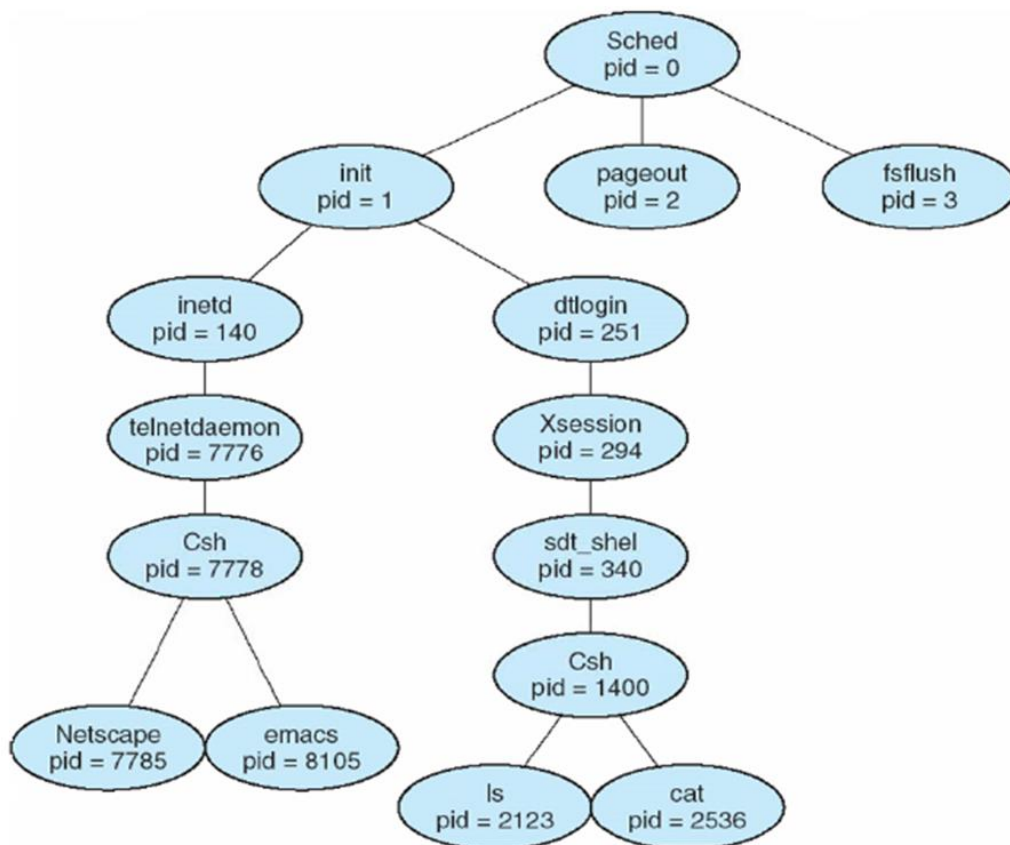 Sched
pid = 0
init
pid = 1
pageout
pid = 2
fsflush
pid = 3
inetd
pid = 140
dtlogin
pid = 251
telnetdaemon
pid = 7776
Xsession
pid = 294
Csh
pid = 7778
sdt_shel
pid = 340
Csh
pid = 1400
Netscape
pid = 7785
emacs
pid = 8105
ls
pid = 2123
cat
pid = 2536